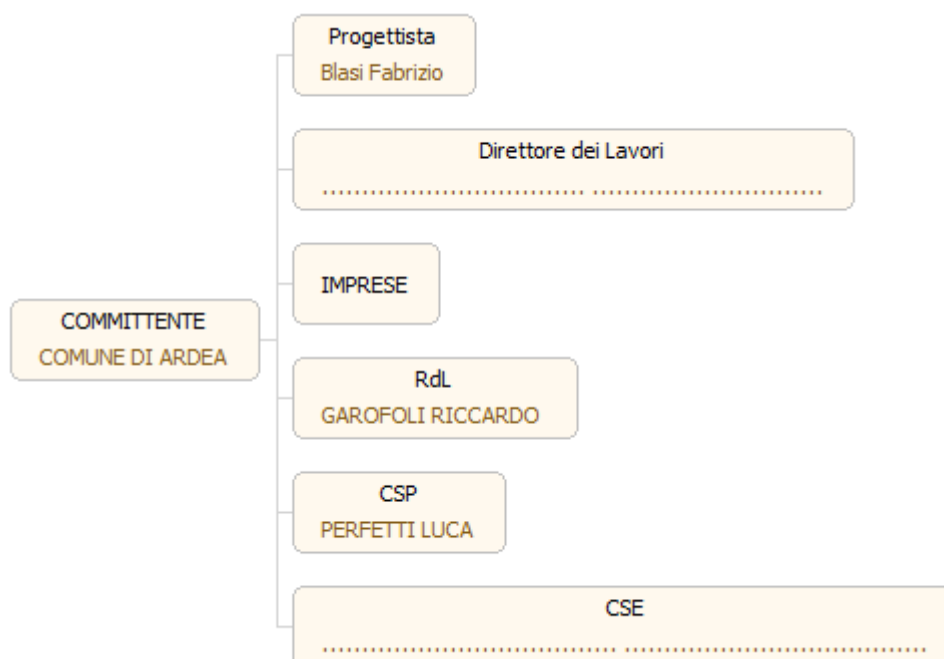 Progettista
Blasi Fabrizio
Direttore dei Lavori
................................. .............................
IMPRESE
COMMITTENTE
COMUNE DI ARDEA
RdL
GAROFOLI RICCARDO
CSP
PERFETTI LUCA
CSE
..................................... ......................................